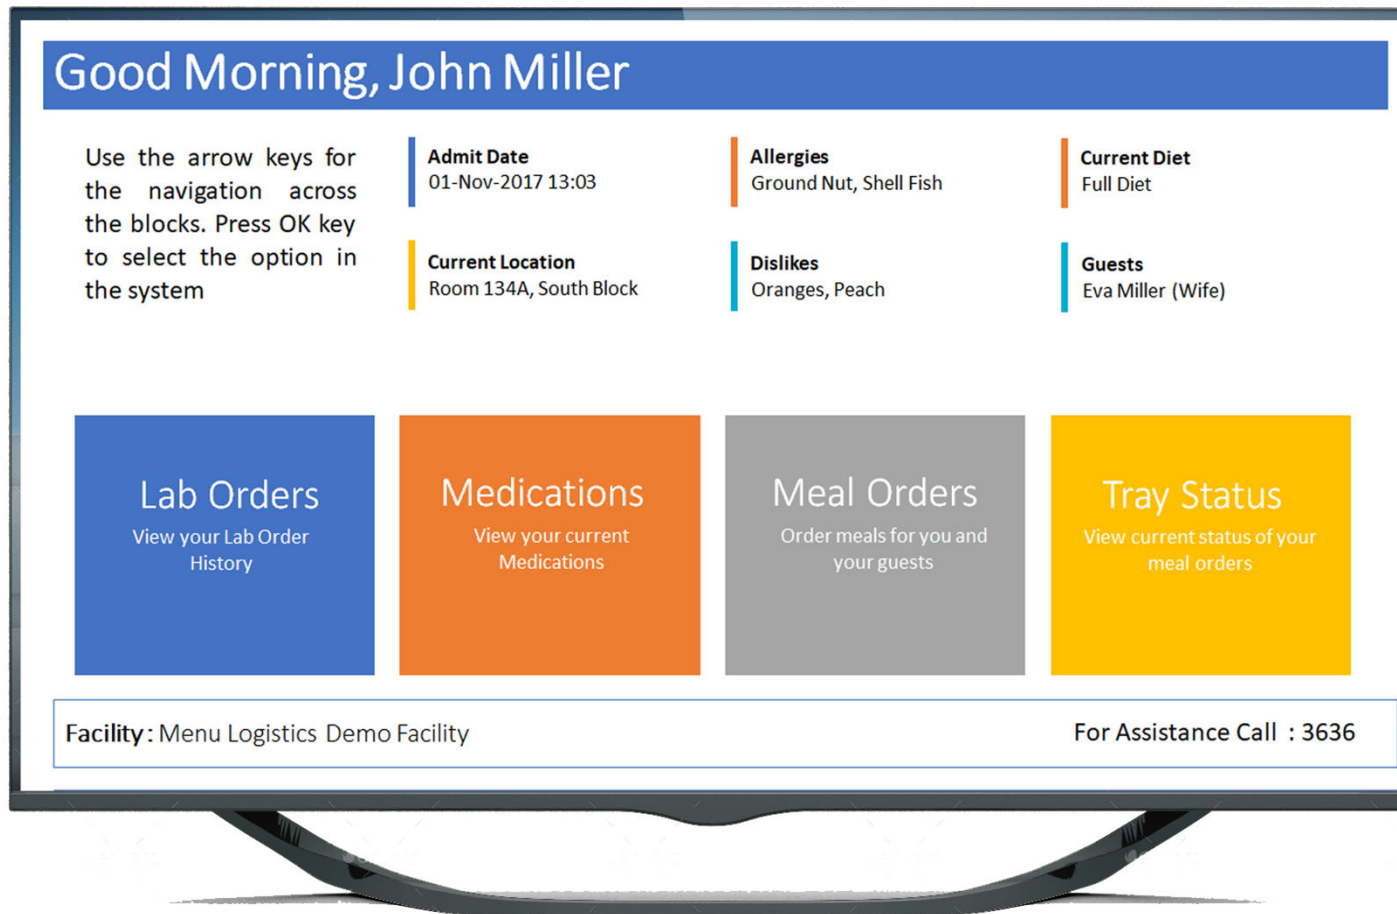 Good Morning, John Miller
Use the arrow keys for
the navigation across
the blocks. Press OK key
to select the option in
the system
Admit Date
01-Nov-2017 13:03
Allergies
Ground Nut, Shell Fish
Current Diet
Full Diet
Current Location
Room 134A, South Block
Dislikes
Oranges, Peach
Guests
Eva Miller (Wife)
Lab Orders
View your Lab Order
History
Medications
View your current
Medications
Meal Orders
Order meals for you and
your guests
Tray Status
View current status of your
meal orders
Facility : Menu Logistics Demo Facility
For Assistance Call : 3636